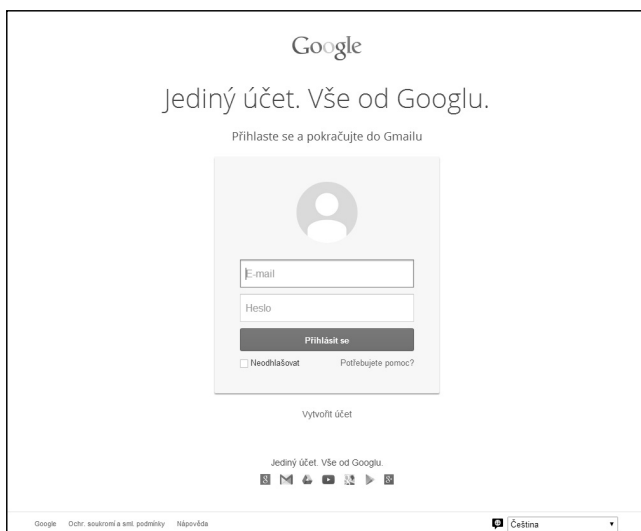 Google
Jediný účet. Vše od Googlu.
Přihlaste se a pokračujte do Gmailu
E-mail
Heslo
Přihlásit se
Neodhlašovat Potřebujete pomoc?
Vytvořit účet
Jediný účet. Vše od Googlu.
Google Ochr. soukromí a sml. podmínky Nápověda Čeština